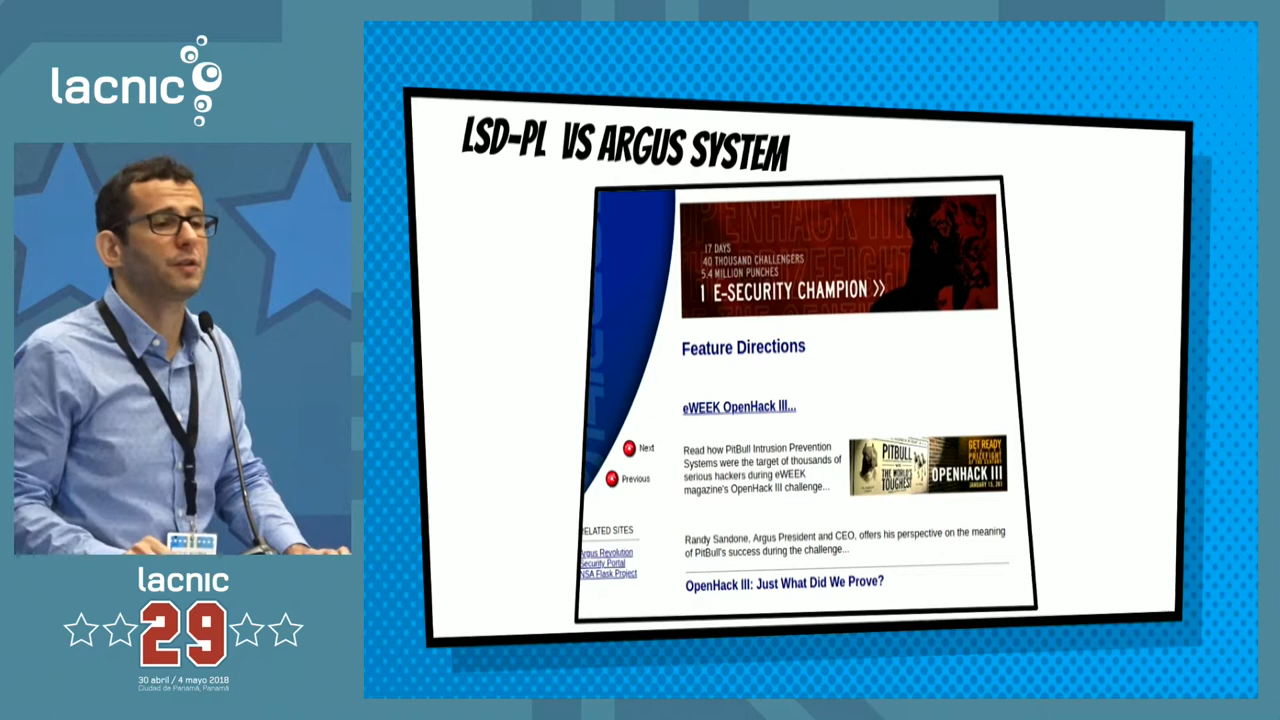 lacnic
LSD-PL VS ARGUS SYSTEM
17 DAYS
40 THOUSAND CHALLENGERS
5.4 MILLION PUNCHES
1 E-SECURITY CHAMPION >>
Feature Directions
eWEEK OpenHack III...
Next
Previous
Read how PitBull Intrusion Prevention
Systems were the target of thousands of
serious hackers during eWEEK
magazine's OpenHack III challenge...
PITBULL
THE WORLD'S
TOUGHEST
GET READY
OPENHACK III
Randy Sandone, Argus President and CEO, offers his perspective on the meaning
of PitBull's success during the challenge...
OpenHack III: Just What Did We Prove?
ELATED SITES
Argus Revolution
Security Portal
NSA Flask Project
lacnic
29
30 abril / 4 mayo 2018
Ciudad de Panamá, Panamá